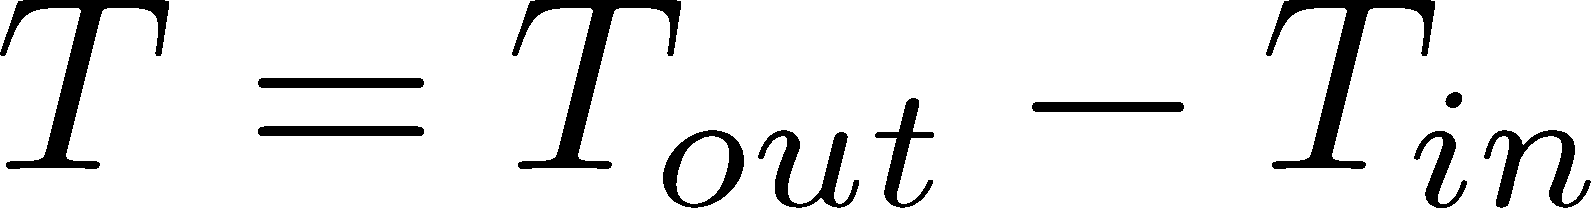 T = T_{out} − T_{in}